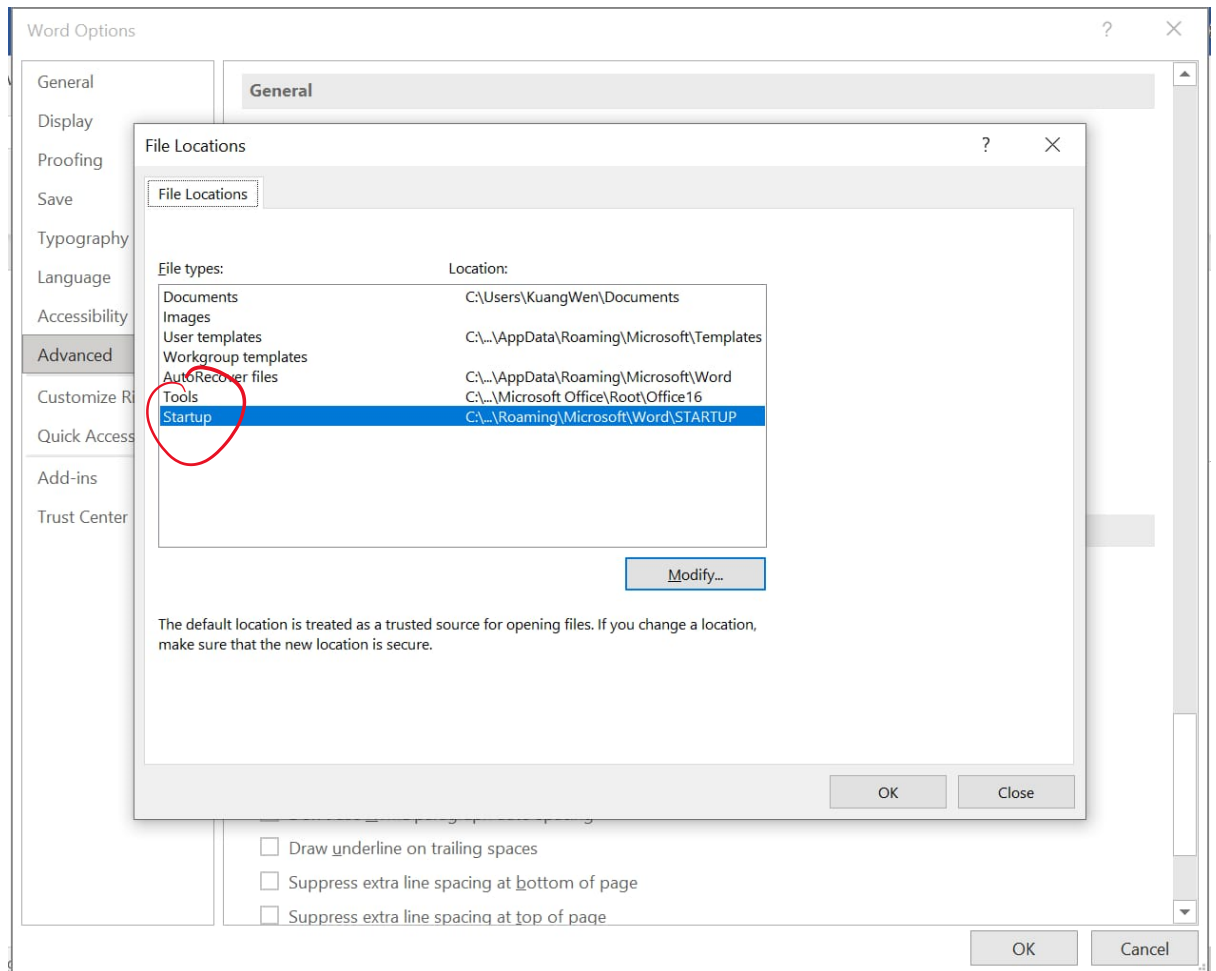 Word Options
?
General
Display
Proofing
Save
Typography
Language
Accessibility
Advanced
Customize Ri
Quick Access
Add-ins
Trust Center
General
File Locations
?
File Locations
File types: Location:
Documents C:\Users\KuangWen\Documents
Images
User templates C:\...\AppData\Roaming\Microsoft\Templates
Workgroup templates
AutoRecover files C:\...\AppData\Roaming\Microsoft\Word
Tools C:\...\Microsoft Office\Root\Office16
Startup C:\...\Roaming\Microsoft\Word\STARTUP
Modify...
The default location is treated as a trusted source for opening files. If you change a location,
make sure that the new location is secure.
OK Close
Draw underline on trailing spaces
Suppress extra line spacing at bottom of page
Suppress extra line spacing at top of page
OK Cancel